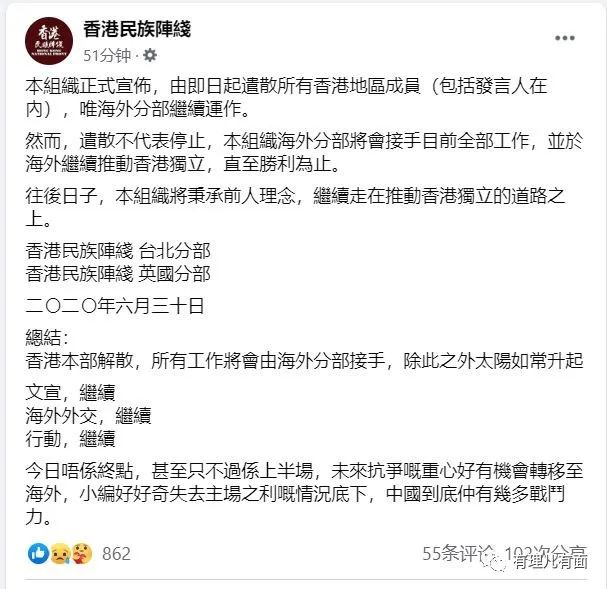 香港
民族陣綫
HONG KONG
NATIONAL FRONT
香港民族陣綫
51分钟 ·
本組織正式宣佈，由即日起遣散所有香港地區成員（包括發言人在
內），唯海外分部繼續運作。
然而，遣散不代表停止，本組織海外分部將會接手目前全部工作，並於
海外繼續推動香港獨立，直至勝利為止。
往後日子，本組織將秉承前人理念，繼續走在推動香港獨立的道路之
上。
香港民族陣綫 台北分部
香港民族陣綫 英國分部
二〇二〇年六月三十日
總結：
香港本部解散，所有工作將會由海外分部接手，除此之外太陽如常升起
文宣，繼續
海外外交，繼續
行動，繼續
今日唔係終點，甚至只不過係上半場，未來抗爭嘅重心好有機會轉移至
海外，小編好好奇失去主場之利嘅情況底下，中國到底仲有幾多戰鬥
力。
862
55条评论 102次分享
有理儿有面